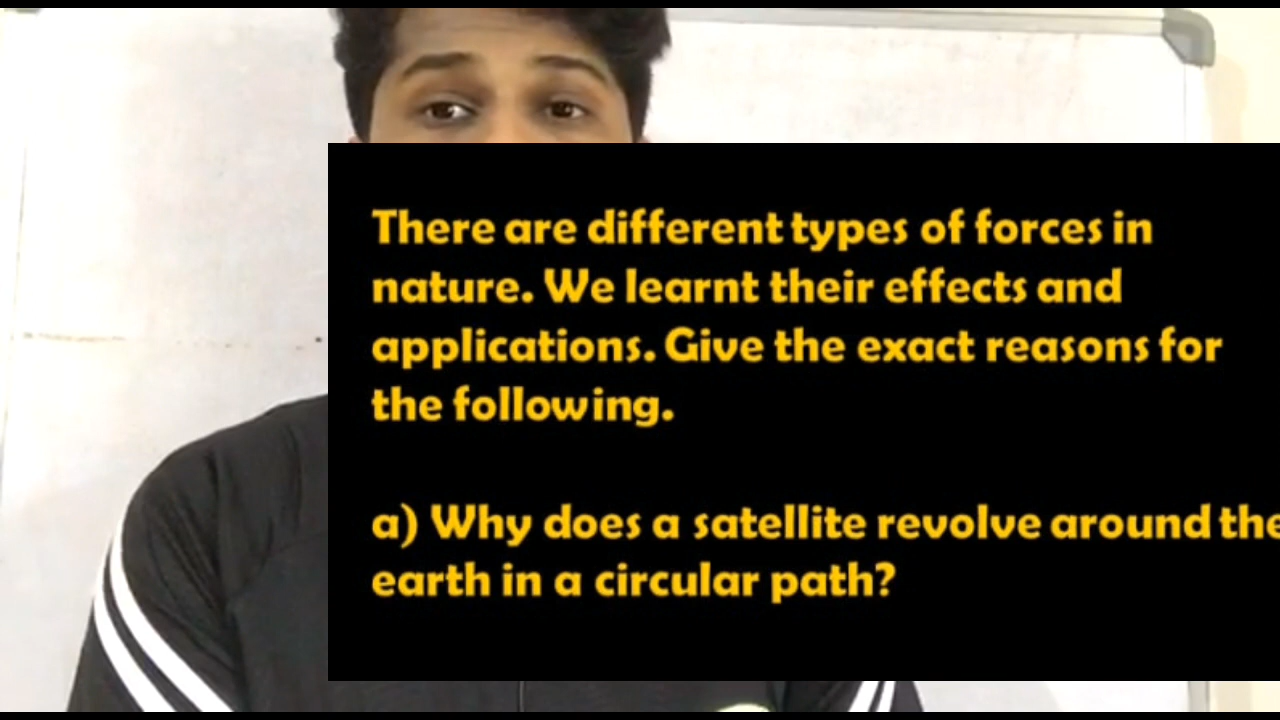 There are different types of forces in
nature. We learnt their effects and
applications. Give the exact reasons for
the following.
a) Why does a satellite revolve around the
earth in a circular path?